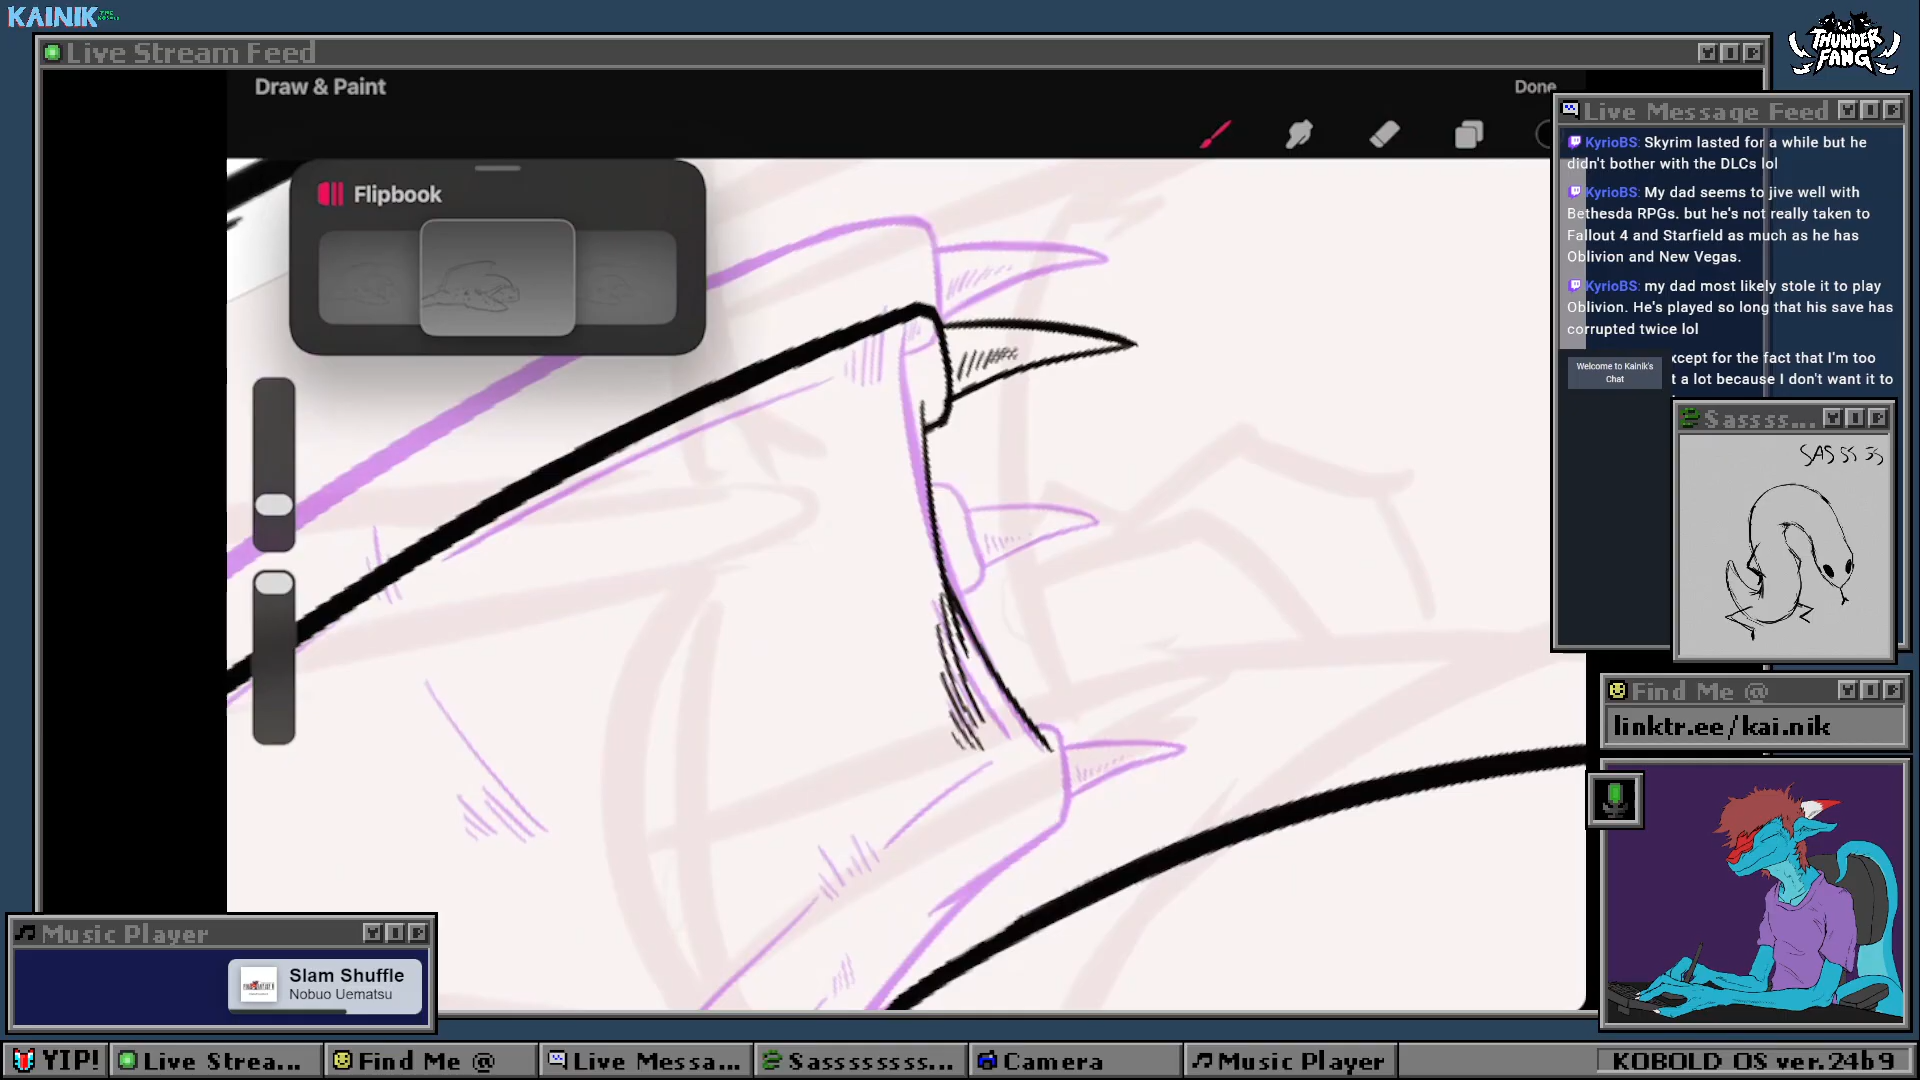 KAINIK
THUNDER
FANG
Live Stream Feed
Draw & Paint
Done
Flipbook
Live Message Feed
KyrioBS: Skyrim lasted for a while but he
didn't bother with the DLCs lol
KyrioBS: My dad seems to jive well with
Bethesda RPGs. but he's not really taken to
Fallout 4 and Starfield as much as he has
Oblivion and New Vegas.
KyrioBS: my dad most likely stole it to play
Oblivion. He's played so long that his save has
corrupted twice lol
xcept for the fact that I'm too
t a lot because I don't want it to
Welcome to Kainik's
Chat
Sassss...
SASSSSS
Find Me @
linktr.ee/kai.nik
Music Player
Slam Shuffle
Nobuo Uematsu
YIP!
Live Strea...
Find Me @
Live Messa...
Sassssssss...
Camera
Music Player
KOBOLD OS ver.24b9